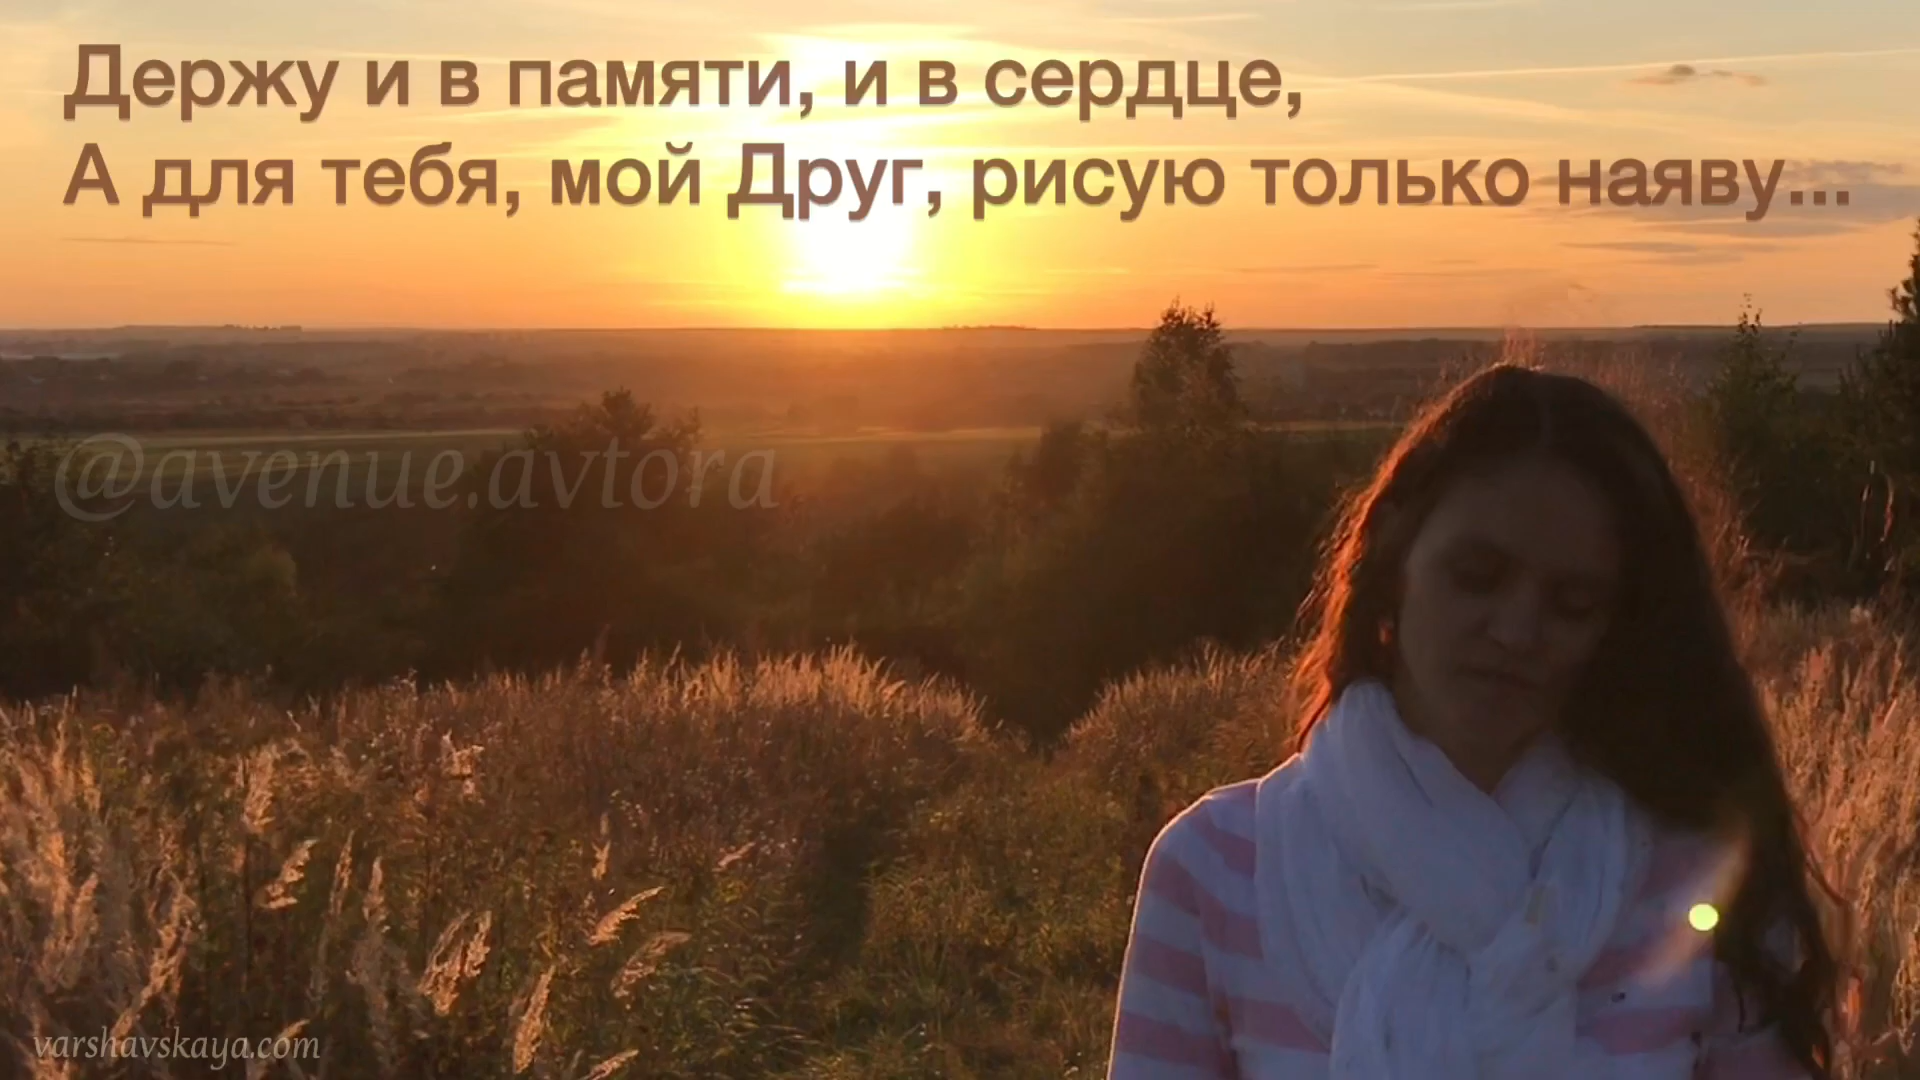 Держу и в памяти, и в сердце,
А для тебя, мой Друг, рисую только наяву...
@avenue.avtora
varshavskaya.com